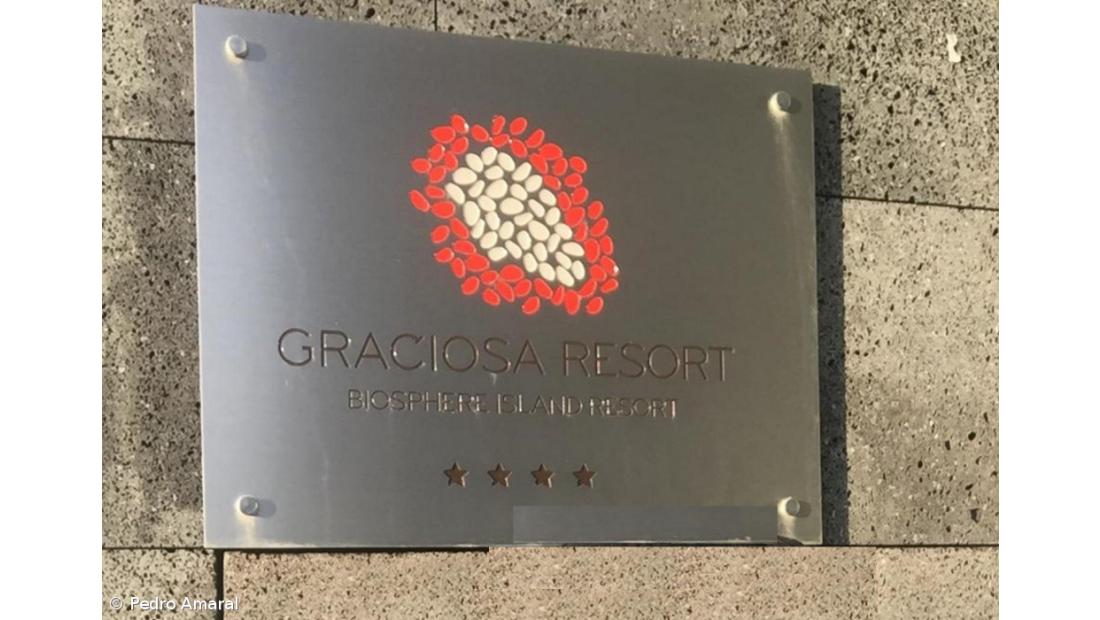 GRACIOSA RESORT
BIOSPHERE ISLAND RESORT
© Pedro Amaral